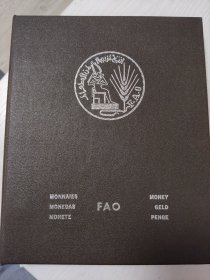 F.A.O
MONNAIES MONEY
MONEDAS FAO GELD
MONETE PENGE